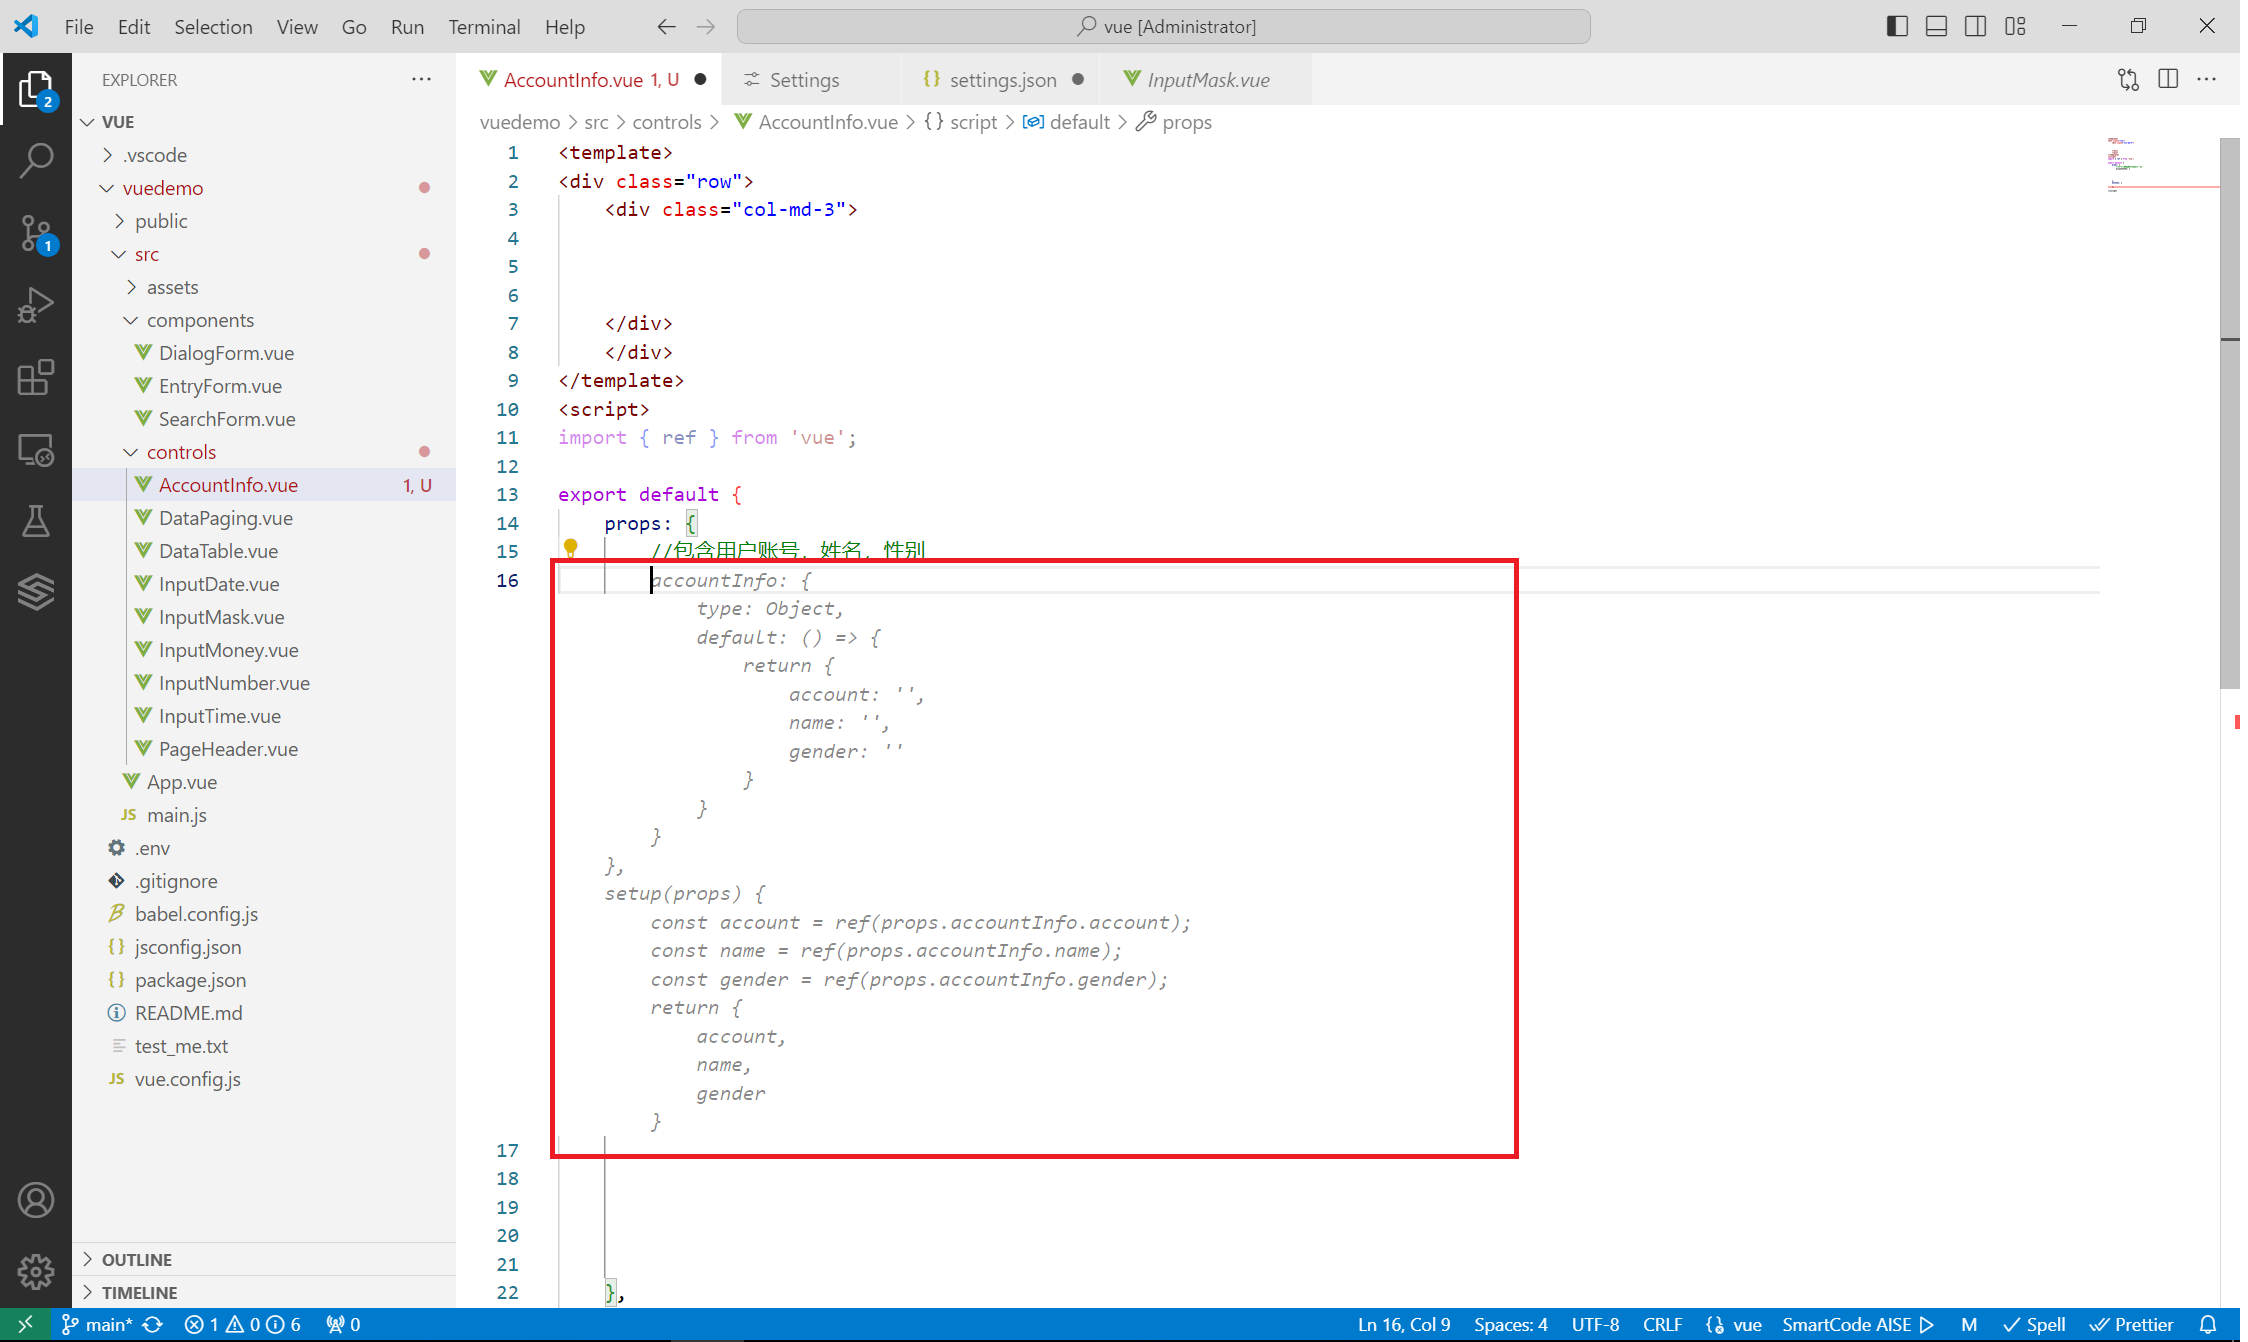 File Edit Selection View Go Run Terminal Help
vue [Administrator]
EXPLORER
AccountInfo.vue 1, U
Settings
settings.json
InputMask.vue
vuedemo > src > controls > AccountInfo.vue > {} script > default > props
VUE
.vscode
vuedemo
public
src
assets
components
DialogForm.vue
EntryForm.vue
SearchForm.vue
controls
AccountInfo.vue 1, U
DataPaging.vue
DataTable.vue
InputDate.vue
InputMask.vue
InputMoney.vue
InputNumber.vue
InputTime.vue
PageHeader.vue
App.vue
JS main.js
.env
.gitignore
babel.config.js
{} jsconfig.json
{} package.json
README.md
test_me.txt
JS vue.config.js
OUTLINE
TIMELINE
2
1
1 <template>
2 <div class="row">
3 <div class="col-md-3">
4
5
6
7 </div>
8 </div>
9 </template>
10 <script>
11 import { ref } from 'vue';
12
13 export default {
14 props: {
15 //包含用户账号，姓名，性别
16 accountInfo: {
type: Object,
default: () => {
return {
account: '',
name: '',
gender: ''
}
}
}
},
setup(props) {
const account = ref(props.accountInfo.account);
const name = ref(props.accountInfo.name);
const gender = ref(props.accountInfo.gender);
return {
account,
name,
gender
}
17
18
19
20
21
22 },
main* 1 0 6 0
Ln 16, Col 9 Spaces: 4 UTF-8 CRLF vue SmartCode AISE M Spell Prettier